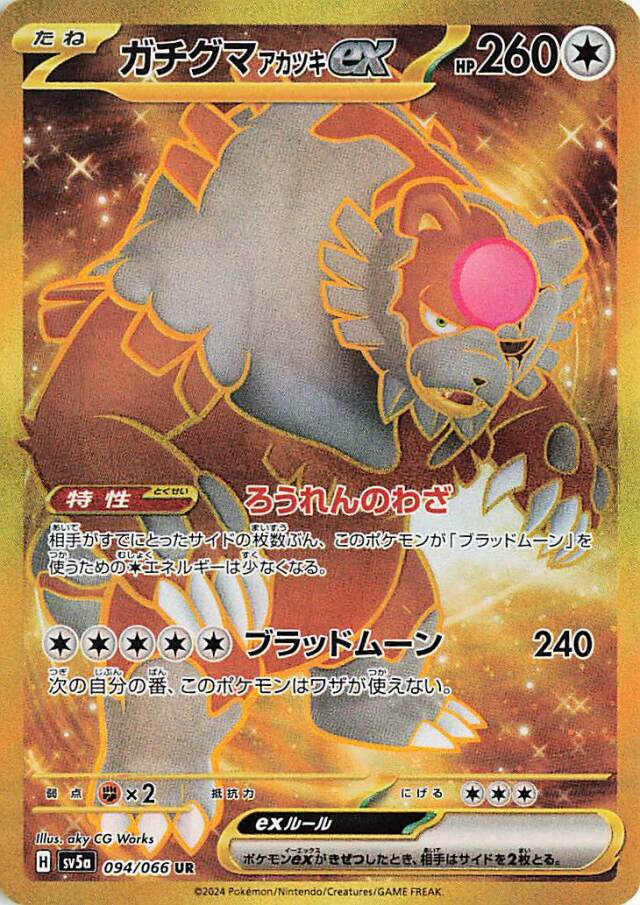 たね
ガチグマ アカツキ ex HP 260
特性 とくせい ろうれんのわざ
相手がすでにとったサイドの枚数ぶん、このポケモンが「ブラッドムーン」を
使うためのエネルギーは少なくなる。
ブラッドムーン 240
次の自分の番、このポケモンはワザが使えない。
弱点 ×2 抵抗力 にげる
exルール
ポケモンexがきぜつしたとき、相手はサイドを2枚とる。
Illus. aky CG Works
H sv5a 094/066 UR
©2024 Pokémon/Nintendo/Creatures/GAME FREAK.